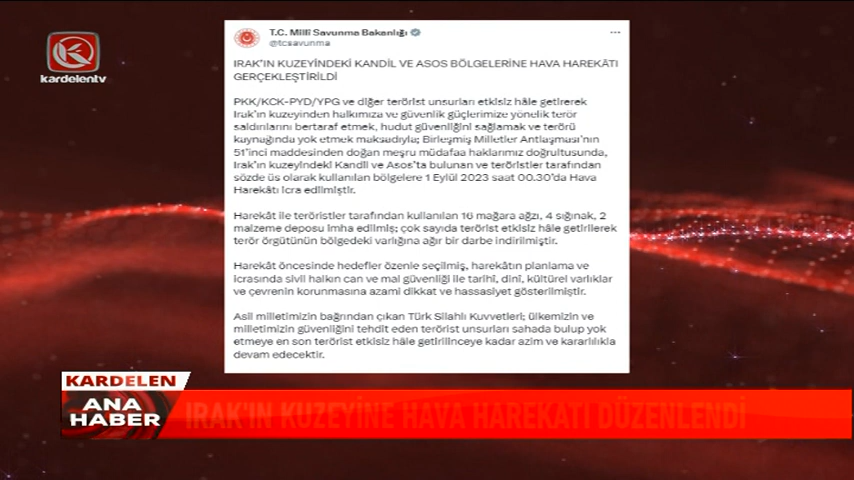 T.C. Millî Savunma Bakanlığı
@tcsavunma
IRAK'IN KUZEYİNDEKİ KANDİL VE ASOS BÖLGELERİNE HAVA HAREKÂTI
GERÇEKLEŞTİRİLDİ
PKK/KCK-PYD/YPG ve diğer terörist unsurları etkisiz hâle getirerek
Irak'ın kuzeyinden halkımıza ve güvenlik güçlerimize yönelik terör
saldırılarını bertaraf etmek, hudut güvenliğini sağlamak ve terörü
kaynağında yok etmek maksadıyla; Birleşmiş Milletler Antlaşması'nın
51'inci maddesinden doğan meşru müdafaa haklarımız doğrultusunda,
Irak'ın kuzeyindeki Kandil ve Asos'ta bulunan ve teröristler tarafından
sözde üs olarak kullanılan bölgelere 1 Eylül 2023 saat 00.30'da Hava
Harekâtı icra edilmiştir.
Harekât ile teröristler tarafından kullanılan 16 mağara ağzı, 4 sığınak, 2
malzeme deposu imha edilmiş; çok sayıda terörist etkisiz hâle getirilerek
terör örgütünün bölgedeki varlığına ağır bir darbe indirilmiştir.
Harekât öncesinde hedefler özenle seçilmiş, harekâtın planlama ve
icrasında sivil halkın can ve mal güvenliği ile tarihî, dinî, kültürel varlıklar
ve çevrenin korunmasına azami dikkat ve hassasiyet gösterilmiştir.
Asil milletimizin bağrından çıkan Türk Silahlı Kuvvetleri; ülkemizin ve
milletimizin güvenliğini tehdit eden terörist unsurları sahada bulup yok
etmeye en son terörist etkisiz hâle getirilinceye kadar azim ve kararlılıkla
devam edecektir.
kardelentv
KARDELEN
ANA
HABER
IRAK'IN KUZEYİNE HAVA HAREKATI DÜZENLENDİ